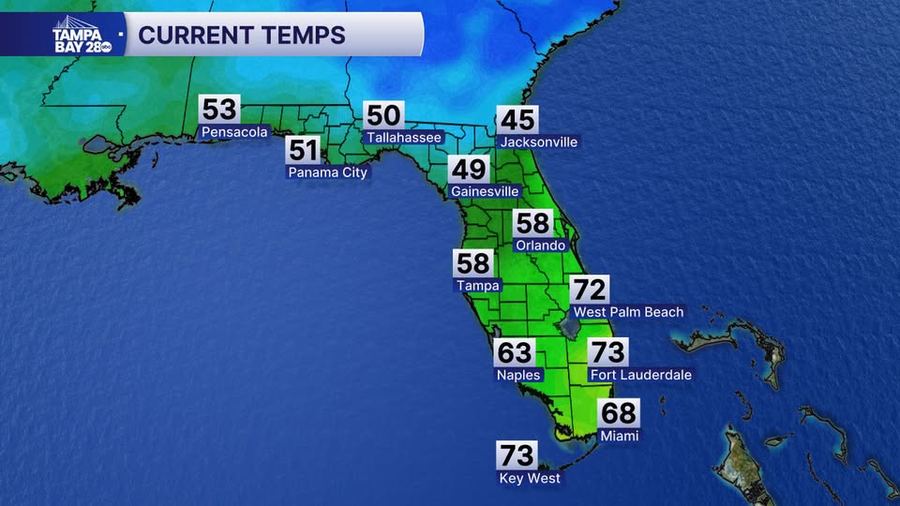 TAMPA
BAY 28 abc
CURRENT TEMPS
53
Pensacola
50
Tallahassee
45
Jacksonville
51
Panama City
49
Gainesville
58
Orlando
58
Tampa
72
West Palm Beach
63
Naples
73
Fort Lauderdale
68
Miami
73
Key West